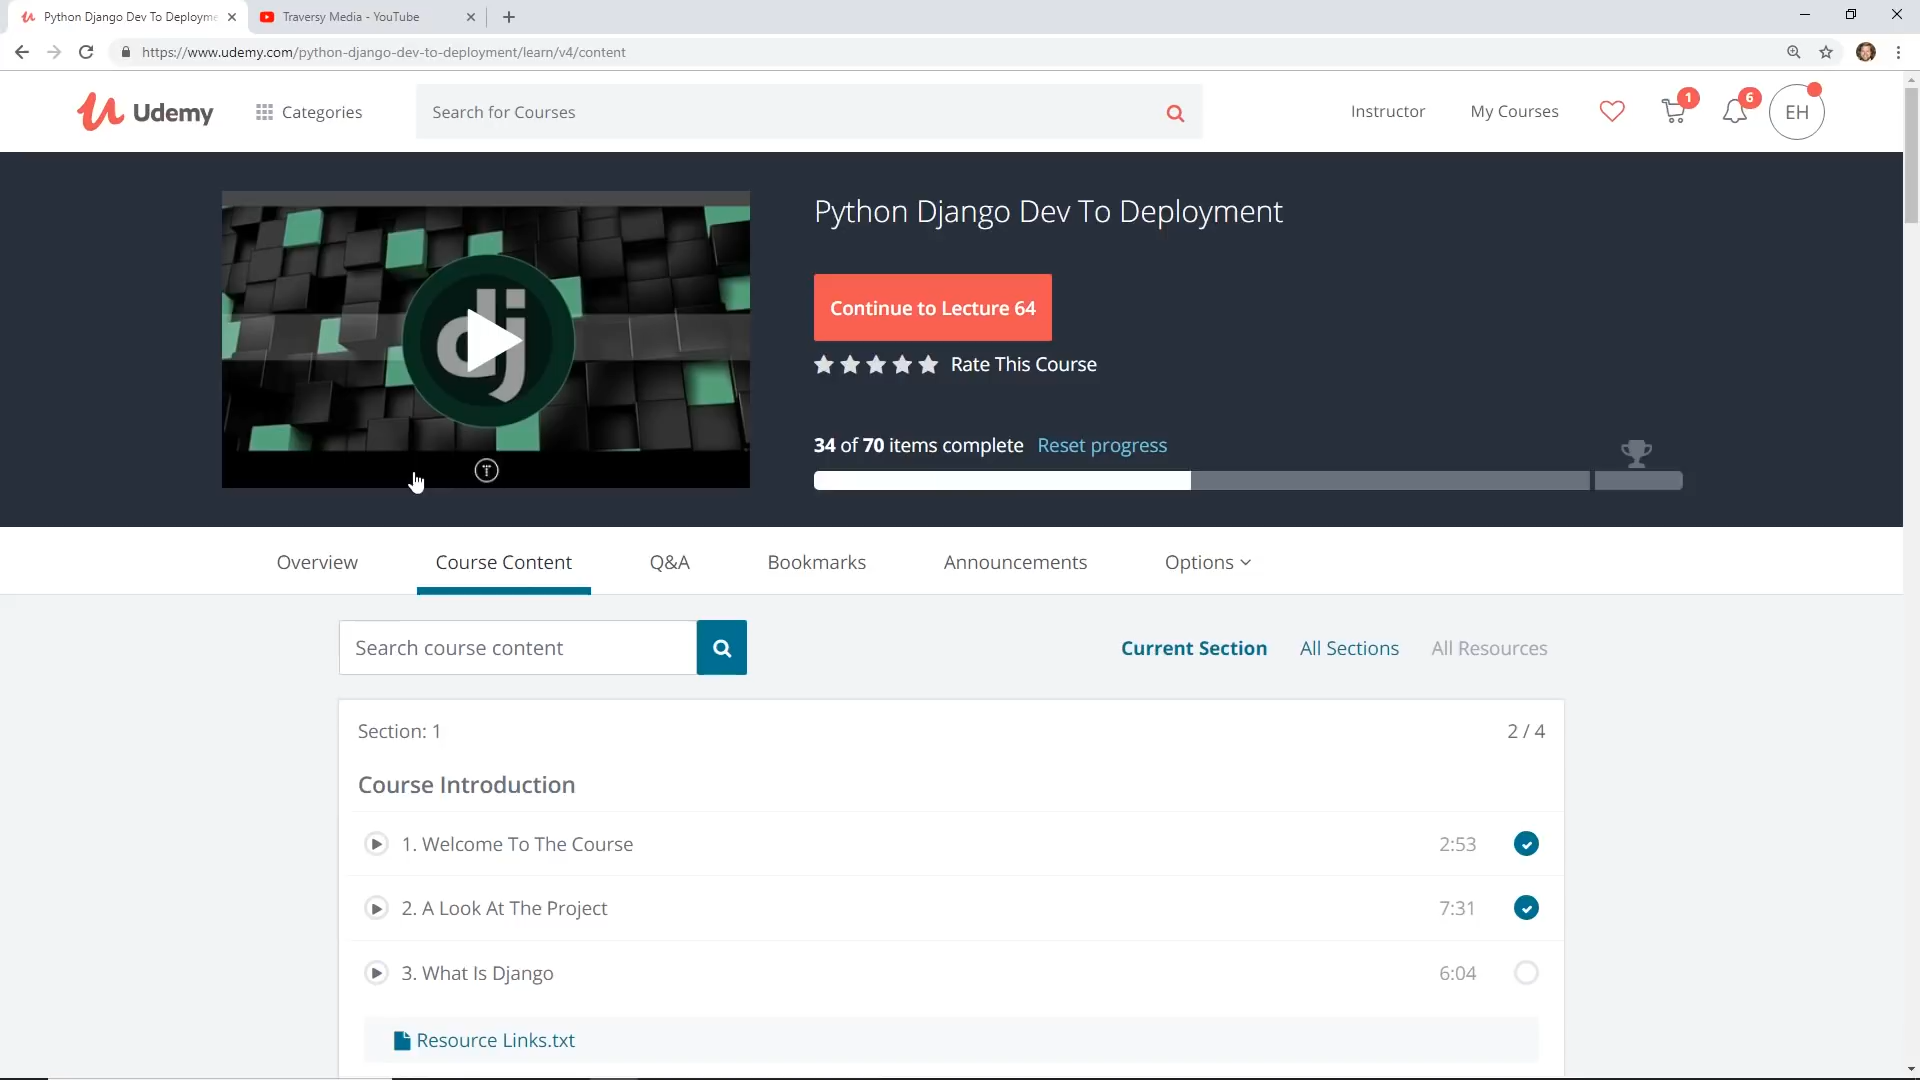 Python Django Dev To Deployme
Traversy Media - YouTube
https://www.udemy.com/python-django-dev-to-deployment/learn/v4/content
Udemy
Categories
Search for Courses
Instructor
My Courses
1
6
EH
dj
T
Python Django Dev To Deployment
Continue to Lecture 64
Rate This Course
34 of 70 items complete Reset progress
Overview
Course Content
Q&A
Bookmarks
Announcements
Options
Search course content
Current Section
All Sections
All Resources
Section: 1
2 / 4
Course Introduction
1. Welcome To The Course
2:53
2. A Look At The Project
7:31
3. What Is Django
6:04
Resource Links.txt